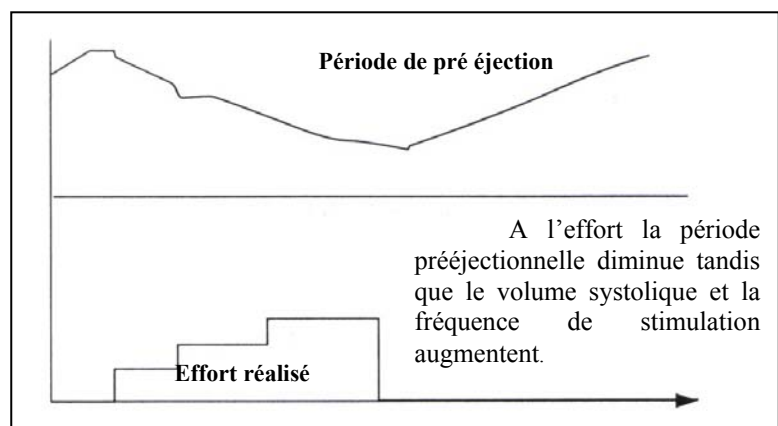 Période de pré éjection
A l’effort la période
prééjectionnelle diminue tandis
que le volume systolique et la
fréquence de stimulation
augmentent.
Effort réalisé